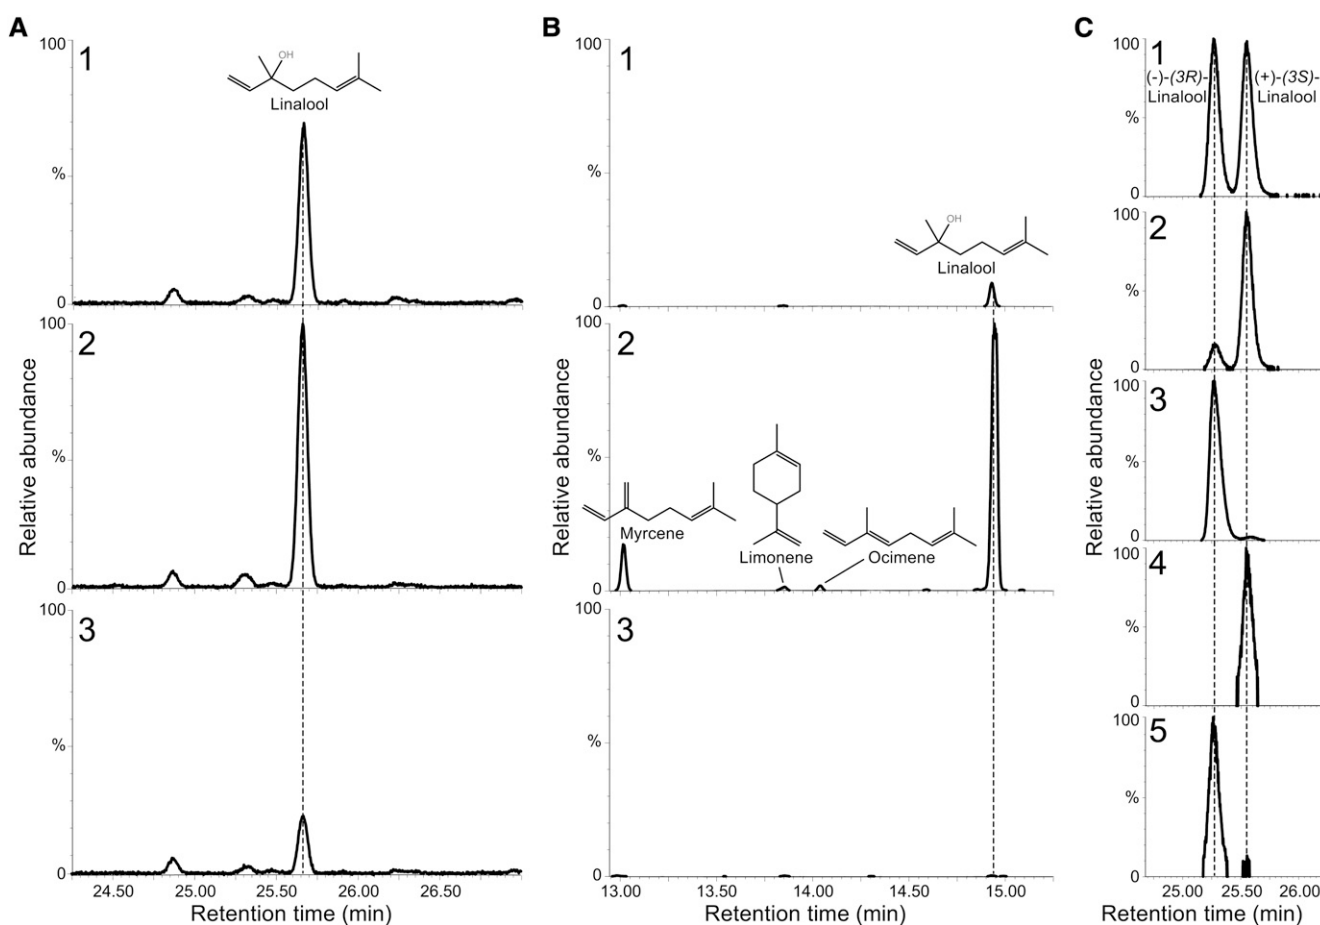 A
B
C
100
1
OH
Linalool
%
0
100
2
%
0
100
3
%
0
24.50 25.00 25.50 26.00 26.50
Relative abundance
Retention time (min)
100
1
%
OH
Linalool
0
100
2
%
Myrcene
Limonene
Ocimene
0
100
3
%
0
13.00 13.50 14.00 14.50 15.00
Relative abundance
Retention time (min)
100
1
(-)-(3R)-
Linalool
(+)-(3S)-
Linalool
%
0
100
2
%
0
100
3
%
0
100
4
%
0
100
5
%
0
25.00 25.50 26.00
Relative abundance
Retention time (min)